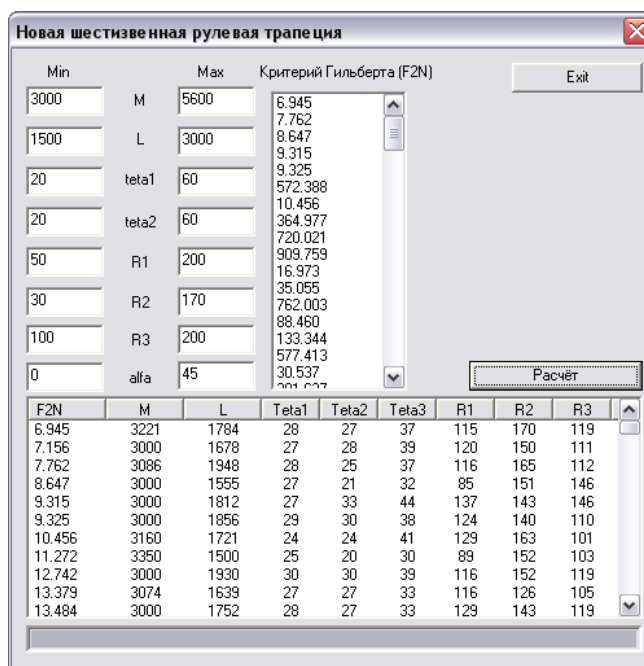 Новая шестизвенная рулевая трапеция
Min Max Критерий Гильберта (F2N) Exit
3000 M 5600
1500 L 3000
20 teta1 60
20 teta2 60
50 R1 200
30 R2 170
100 R3 200
0 alfa 45
6.945
7.762
8.647
9.315
9.325
572.388
10.456
364.977
720.021
909.759
16.973
35.055
762.003
88.460
133.344
577.413
30.537
Расчёт
F2N M L Teta1 Teta2 Teta3 R1 R2 R3
6.945 3221 1784 28 27 37 115 170 119
7.156 3000 1678 27 28 39 120 150 111
7.762 3086 1948 28 25 37 116 165 112
8.647 3000 1555 27 21 32 85 151 146
9.315 3000 1812 27 33 44 137 143 146
9.325 3000 1856 29 30 38 124 140 110
10.456 3160 1721 24 24 41 129 163 101
11.272 3350 1500 25 20 30 89 152 103
12.742 3000 1930 30 30 39 116 152 119
13.379 3074 1639 27 27 33 116 126 105
13.484 3000 1752 28 27 33 129 143 119